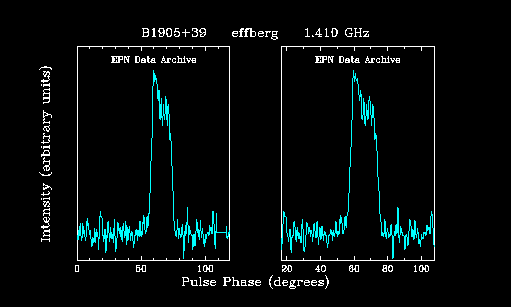 B1905+39 effberg 1.410 GHz
EPN Data Archive EPN Data Archive
Intensity (arbitrary units)
0 50 100 20 40 60 80 100
Pulse Phase (degrees)